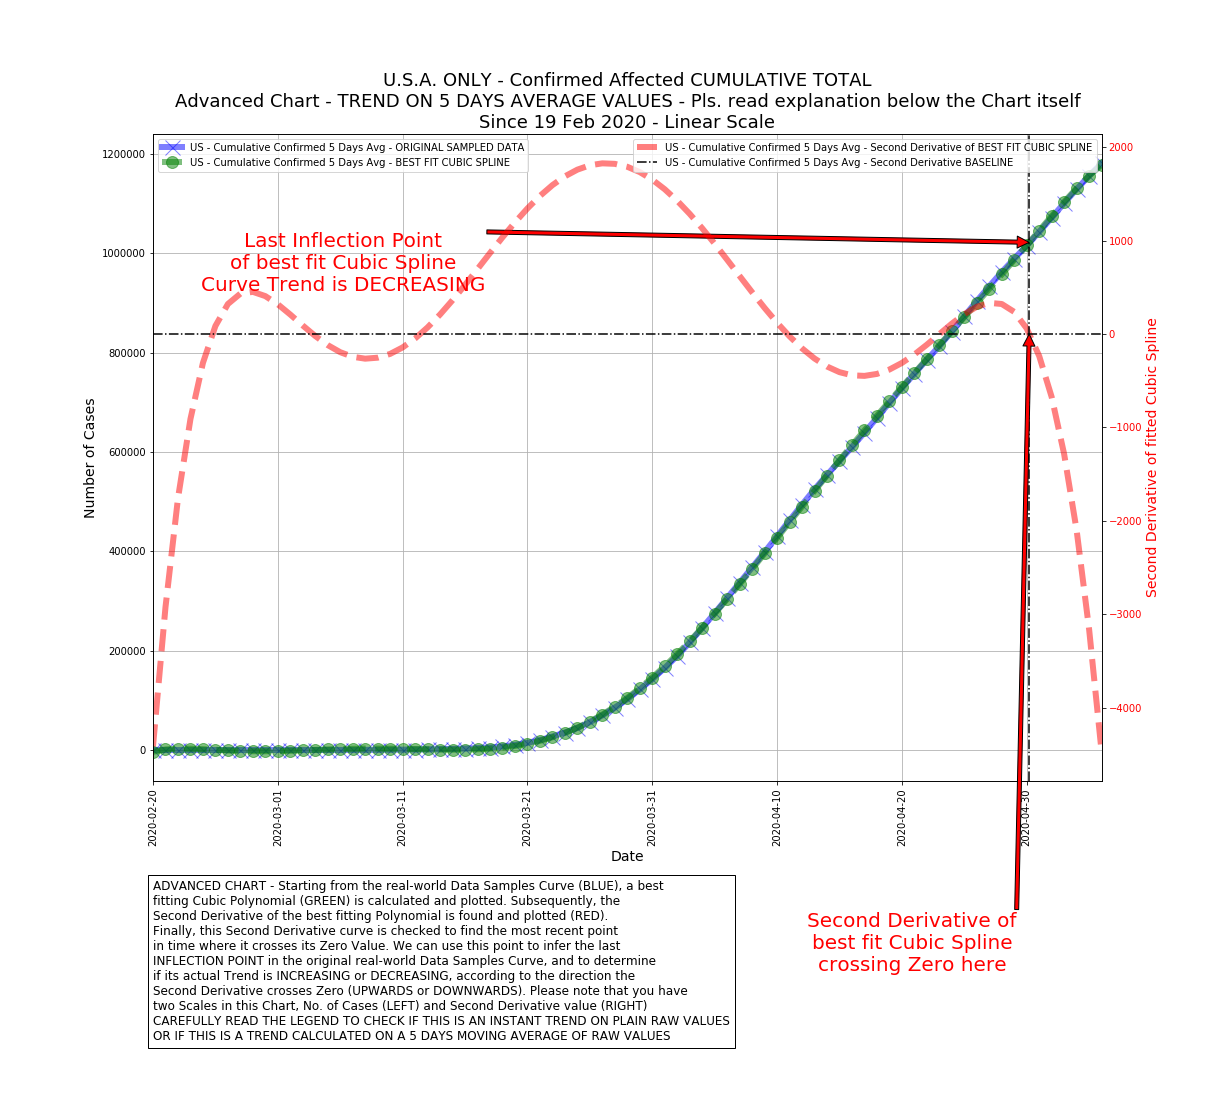 U.S.A. ONLY - Confirmed Affected CUMULATIVE TOTAL
Advanced Chart - TREND ON 5 DAYS AVERAGE VALUES - Pls. read explanation below the Chart itself
Since 19 Feb 2020 - Linear Scale
US - Cumulative Confirmed 5 Days Avg - ORIGINAL SAMPLED DATA
US - Cumulative Confirmed 5 Days Avg - BEST FIT CUBIC SPLINE
US - Cumulative Confirmed 5 Days Avg - Second Derivative of BEST FIT CUBIC SPLINE
US - Cumulative Confirmed 5 Days Avg - Second Derivative BASELINE
Last Inflection Point
of best fit Cubic Spline
Curve Trend is DECREASING
Number of Cases
1200000
1000000
800000
600000
400000
200000
0
2000
1000
0
−1000
−2000
−3000
−4000
Second Derivative of fitted Cubic Spline
2020-02-20
2020-03-01
2020-03-11
2020-03-21
2020-03-31
2020-04-10
2020-04-20
2020-04-30
Date
ADVANCED CHART - Starting from the real-world Data Samples Curve (BLUE), a best
fitting Cubic Polynomial (GREEN) is calculated and plotted. Subsequently, the
Second Derivative of the best fitting Polynomial is found and plotted (RED).
Finally, this Second Derivative curve is checked to find the most recent point
in time where it crosses its Zero Value. We can use this point to infer the last
INFLECTION POINT in the original real-world Data Samples Curve, and to determine
if its actual Trend is INCREASING or DECREASING, according to the direction the
Second Derivative crosses Zero (UPWARDS or DOWNWARDS). Please note that you have
two Scales in this Chart, No. of Cases (LEFT) and Second Derivative value (RIGHT)
CAREFULLY READ THE LEGEND TO CHECK IF THIS IS AN INSTANT TREND ON PLAIN RAW VALUES
OR IF THIS IS A TREND CALCULATED ON A 5 DAYS MOVING AVERAGE OF RAW VALUES
Second Derivative of
best fit Cubic Spline
crossing Zero here